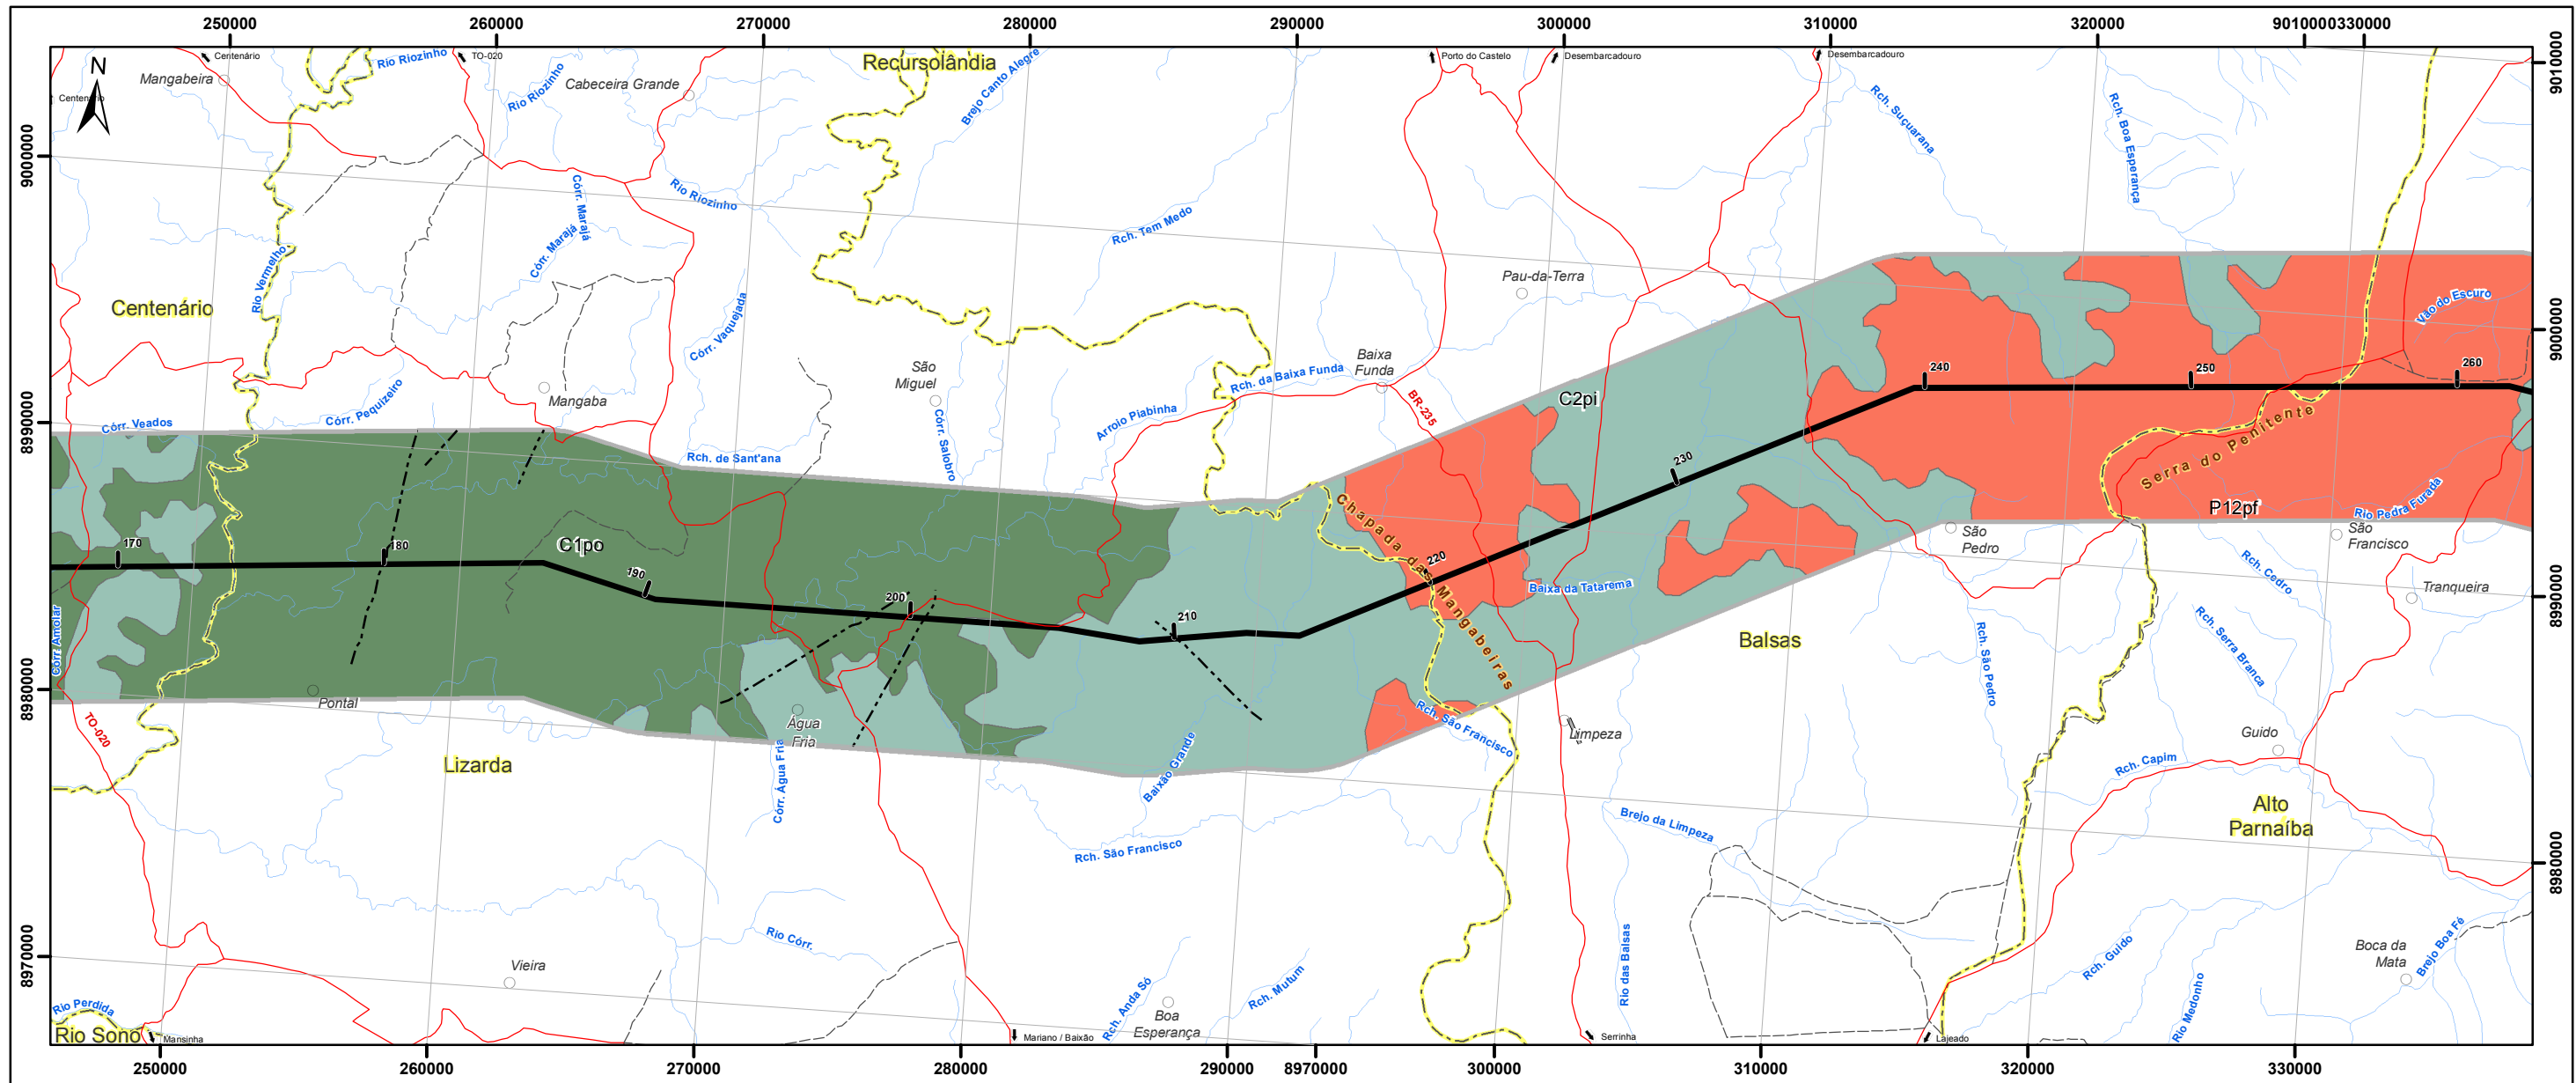 250000
260000
270000
280000
290000
300000
310000
320000
9010000
330000
Centenário
TO-020
Porto do Castelo
Desembarcadouro
Desembarcadouro
Rio Riozinho
Recursolândia
N
Mangabeira
Cabeceira Grande
Rio Riozinho
Brejo Canto Alegre
Rch. Suçuarana
Rch. Boa Esperança
9010000
Centenário
9000000
Córr. Marajá
Rio Riozinho
Rch. Tem Medo
Córr. Marajá
Rio Vermelho
Centenário
Córr. Vaquejada
Pau-da-Terra
Vão do Escuro
9000000
São
Miguel
Baixa
Funda
Rch. da Baixa Funda
Mangaba
Córr. Pequizeiro
Córr. Veados
8990000
Arroio Piabinha
Córr. Salobro
BR-235
C2pi
240
250
260
Rch. de Sant'ana
Serra do Penitente
230
Chapada das Mangabeiras
P12pf
Rio Pedra Furada
São
Pedro
São
Francisco
170
180
C1po
190
200
210
220
Rch. Cedro
Baixa da Tatarema
Tranqueira
8990000
Córr. Amolar
Balsas
Rch. São Pedro
Rch. Serra Branca
8980000
Pontal
TO-020
Água
Fria
Rch. São Francisco
Limpeza
Guido
Lizarda
Córr. Água Fria
Baixão Grande
Rch. Capim
Alto
Parnaíba
Brejo da Limpeza
Rch. São Francisco
8980000
Rio Córr.
8970000
Vieira
Rio das Balsas
Rch. Guido
Boca da
Mata
Brejo Boa Fé
Rch. Anda Só
Rch. Mutum
Boa
Esperança
Rio Medonho
Rio Perdida
Rio Sono
Mansinha
Mariano / Baixão
Serrinha
Lajeado
250000
260000
270000
280000
290000
8970000
300000
310000
320000
330000